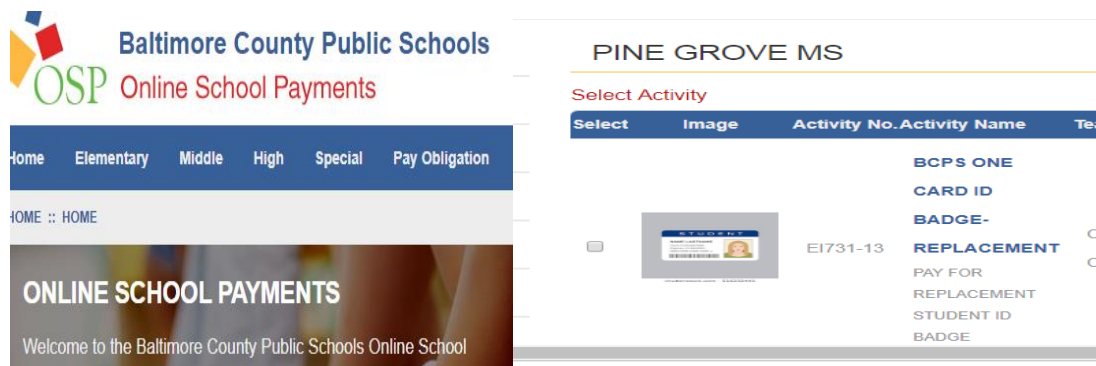 Baltimore County Public Schools
OSP Online School Payments
Home Elementary Middle High Special Pay Obligation
HOME :: HOME
ONLINE SCHOOL PAYMENTS
Welcome to the Baltimore County Public Schools Online School
PINE GROVE MS
Select Activity
Select Image Activity No. Activity Name Tea
BCPS ONE
CARD ID
BADGE-
REPLACEMENT
STUDENT
EI731-13
PAY FOR
REPLACEMENT
STUDENT ID
BADGE